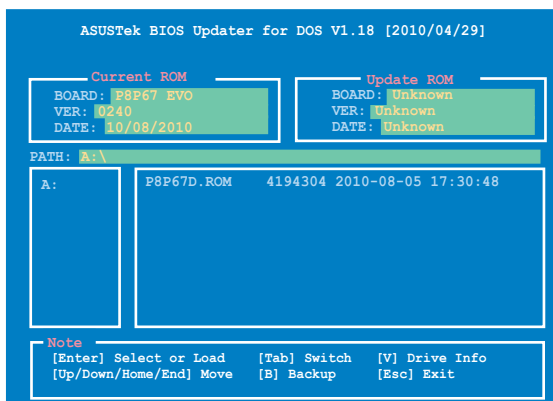 ASUSTek BIOS Updater for DOS V1.18 [2010/04/29]
Current ROM
BOARD: P8P67 EVO
VER: 0240
DATE: 10/08/2010
Update ROM
BOARD: Unknown
VER: Unknown
DATE: Unknown
PATH: A:\
A:
P8P67D.ROM 4194304 2010-08-05 17:30:48
Note
[Enter] Select or Load [Tab] Switch [V] Drive Info
[Up/Down/Home/End] Move [B] Backup [Esc] Exit